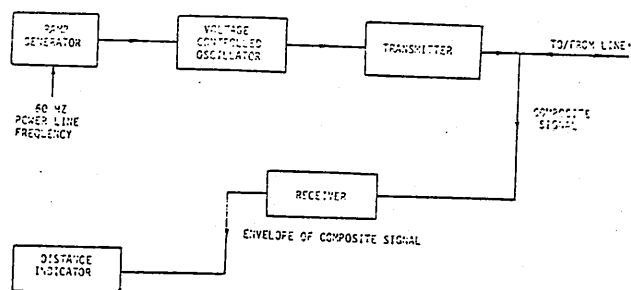 RAMP
GENERATOR
VOLTAGE
CONTROLLED
OSCILLATOR
TRANSMITTER
TO/FROM LINE
60 HZ
POWER LINE
FREQUENCY
COMPOSITE
SIGNAL
RECEIVER
ENVELOPE OF COMPOSITE SIGNAL
DISTANCE
INDICATOR